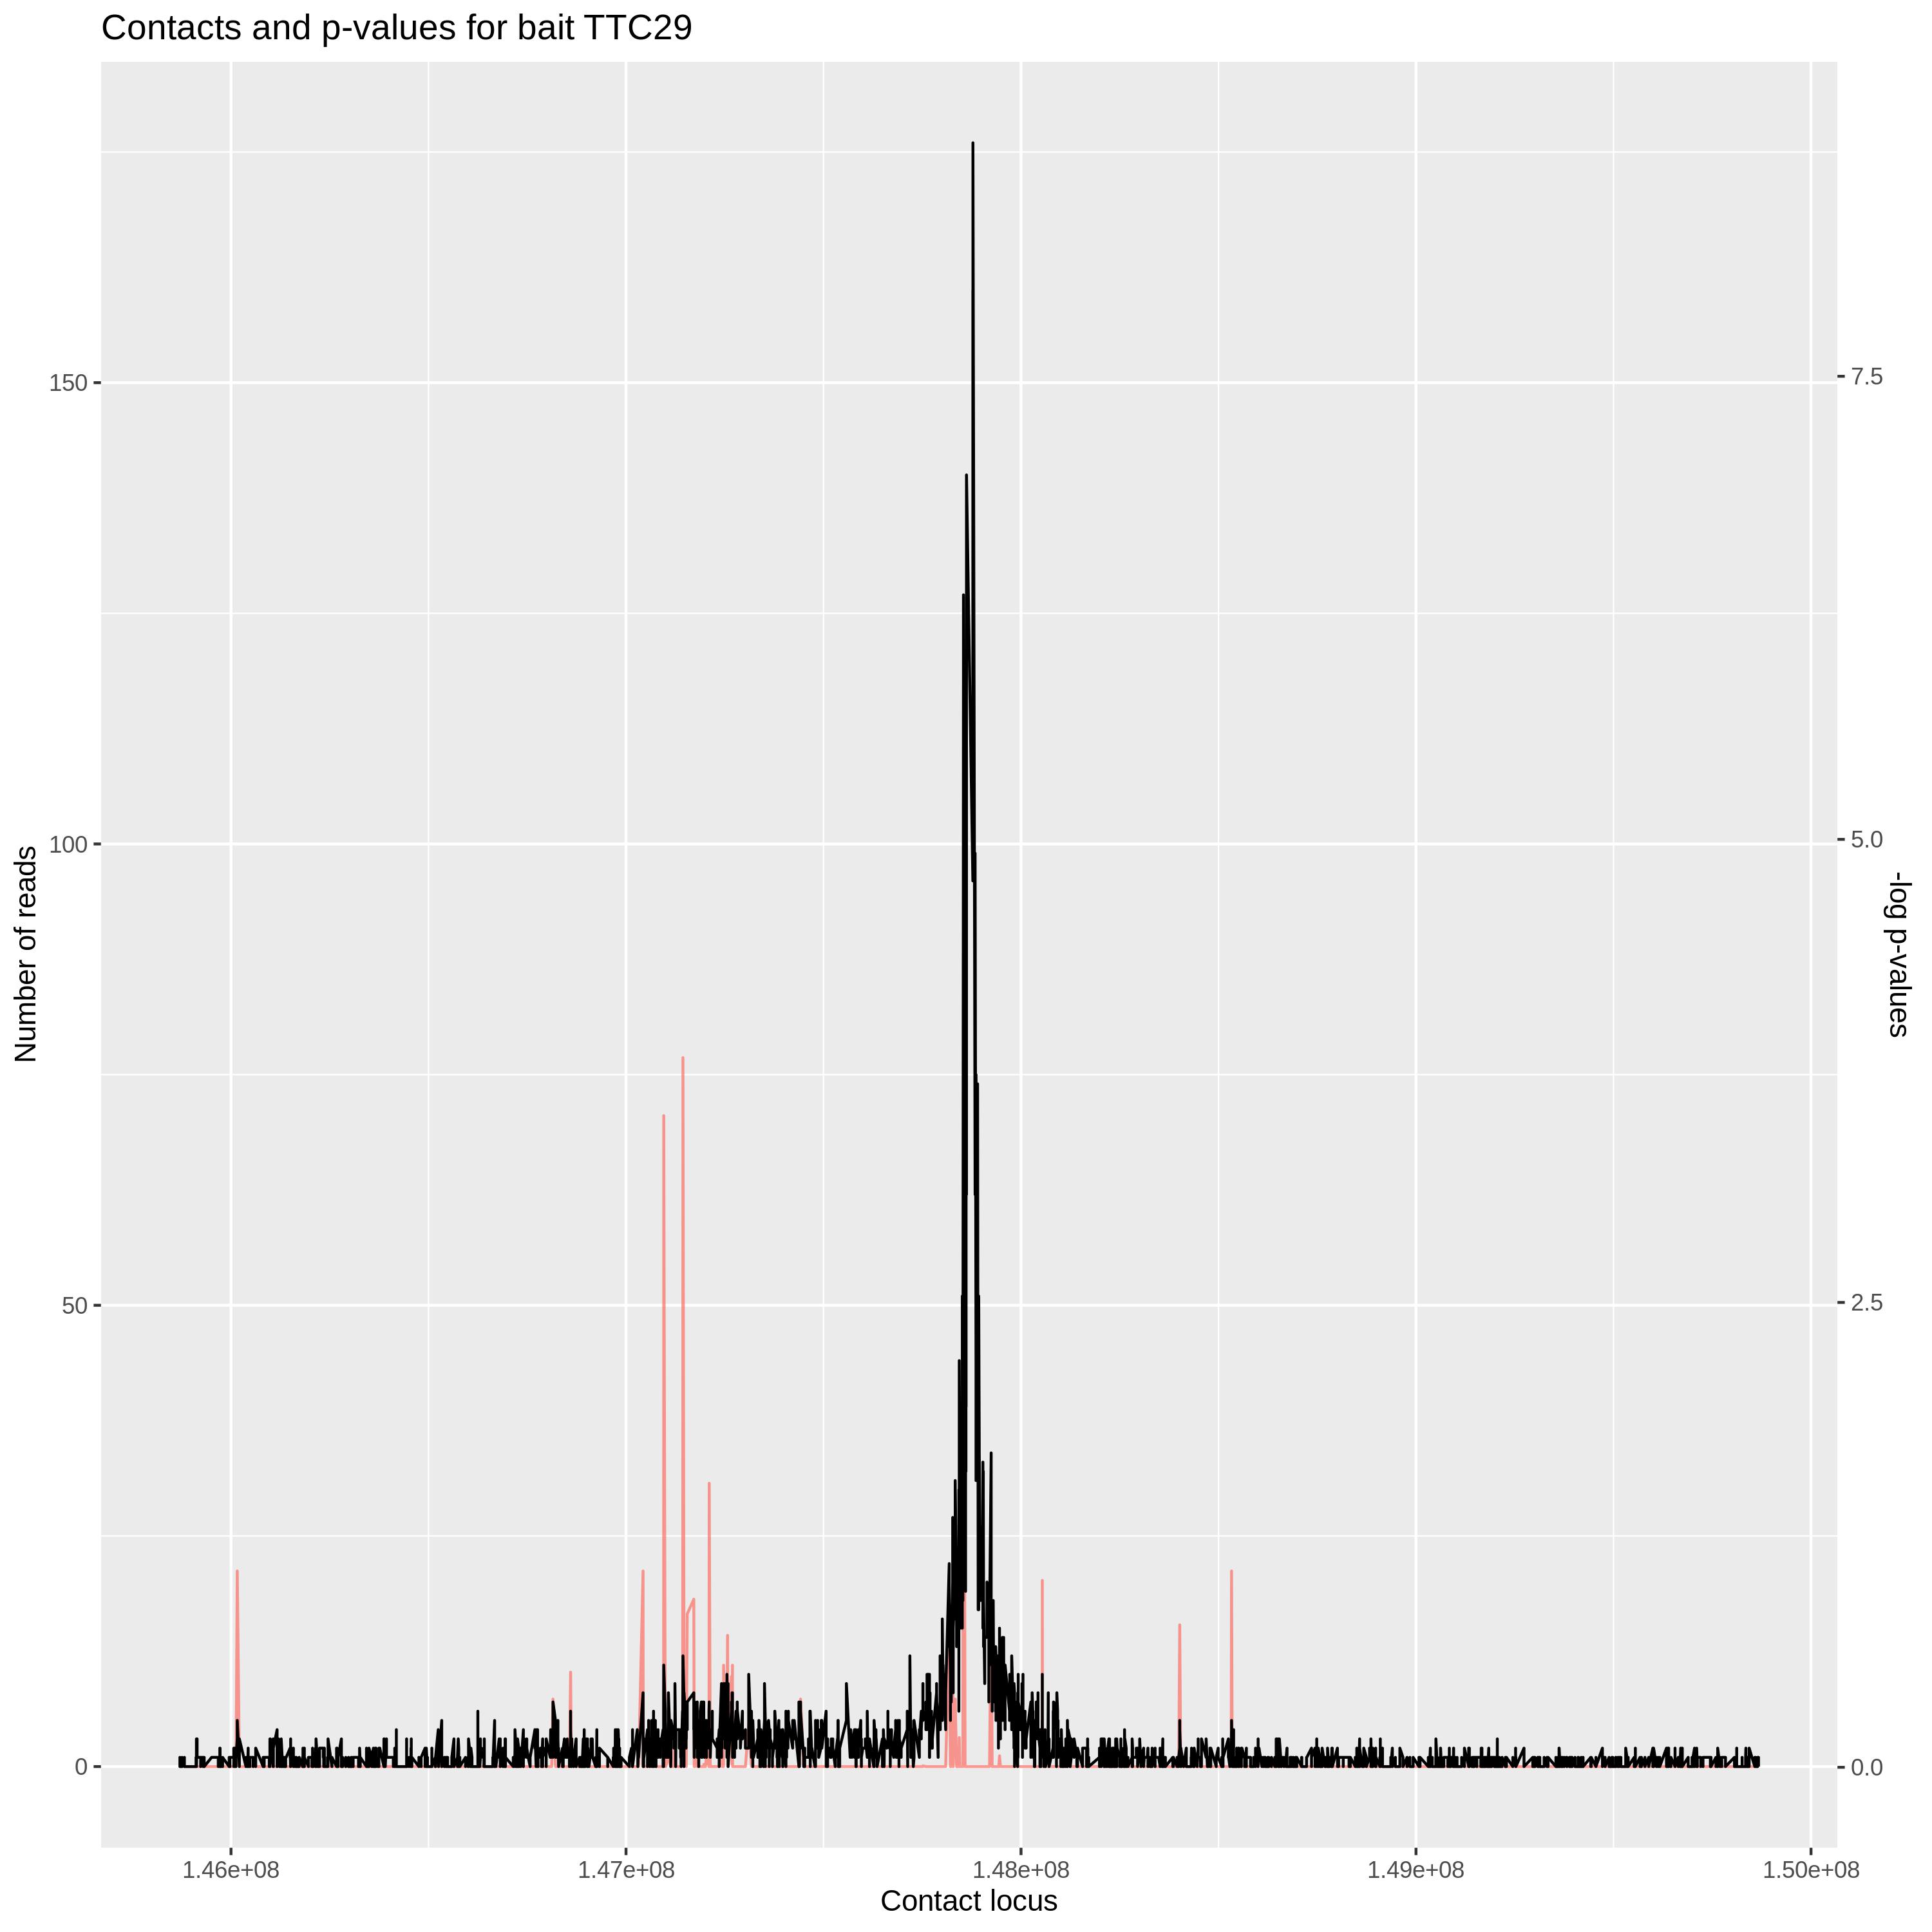 Contacts and p-values for bait TTC29
150
100
50
0
Number of reads
7.5
5.0
2.5
0.0
-log p-values
1.46e+08
1.47e+08
1.48e+08
1.49e+08
1.50e+08
Contact locus